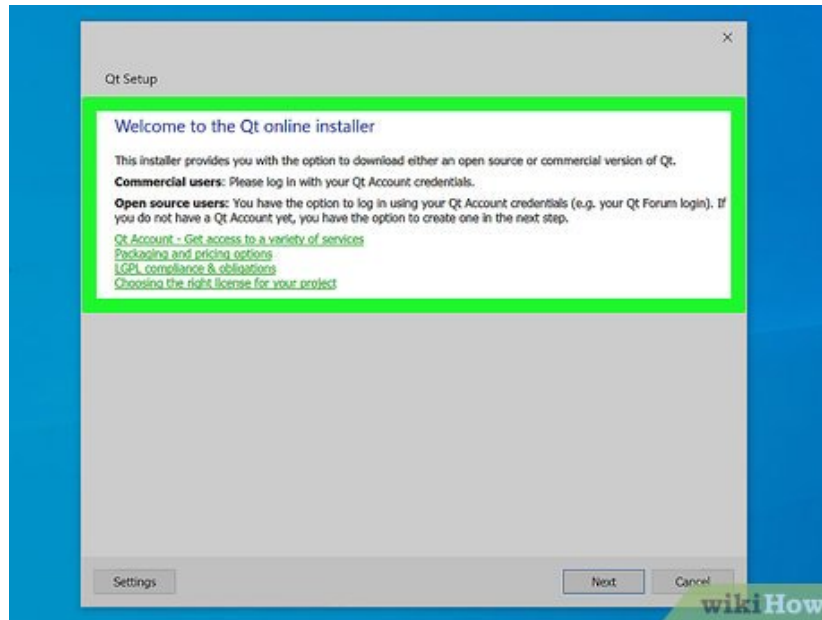 Qt Setup
Welcome to the Qt online installer
This installer provides you with the option to download either an open source or commercial version of Qt.
Commercial users: Please log in with your Qt Account credentials.
Open source users: You have the option to log in using your Qt Account credentials (e.g. your Qt Forum login). If
you do not have a Qt Account yet, you have the option to create one in the next step.
Qt Account - Get access to a variety of services
Packaging and pricing options
LGPL compliance & obligations
Choosing the right license for your project
Settings Next Cancel
wikiHow